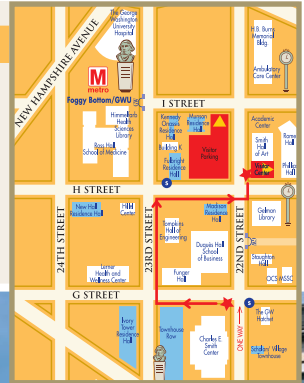 The George
Washington
University
Hospital
NEW HAMPSHIRE AVENUE
H.B. Burns
Memorial
Bldg.
M
metro
Ambulatory
Care Center
Foggy Bottom/GWU
I STREET
Himmelfarb
Health
Sciences
Library
Ross Hall
School of Medicine
Kennedy
Onassis
Residence
Hall
Munson
Residence
Hall
Building K
Fulbright
Residence
Hall
Visitor
Parking
Academic
Center
Smith
Hall
of Art
Rome
Hall
Phillips
Hall
Visitor
Center
S
H STREET
24TH STREET
New Hall
Residence Hall
Hillel
Center
23RD STREET
Madison
Residence
Hall
Tompkins
Hall of
Engineering
Duquès Hall
School
of Business
Funger
Hall
22ND STREET
Gelman
Library
Staughton
Hall
Lerner
Health and
Wellness Center
G STREET
S
Ivory
Tower
Residence
Hall
Townhouse
Row
Charles E.
Smith
Center
ONE WAY
The GW
Hatchet
Scholars' Village
Townhouse